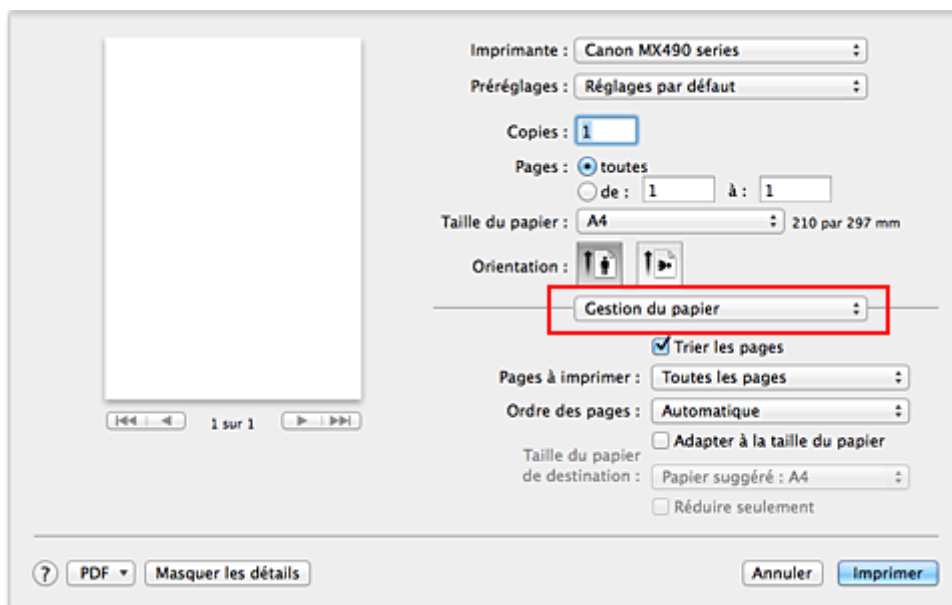 Imprimante : Canon MX490 series
Préréglages : Réglages par défaut
Copies : 1
Pages : toutes
de : 1 à : 1
Taille du papier : A4 210 par 297 mm
Orientation :
Gestion du papier
Trier les pages
Pages à imprimer : Toutes les pages
Ordre des pages : Automatique
Adapter à la taille du papier
Taille du papier
de destination : Papier suggéré : A4
Réduire seulement
1 sur 1
? PDF Masquer les détails Annuler Imprimer